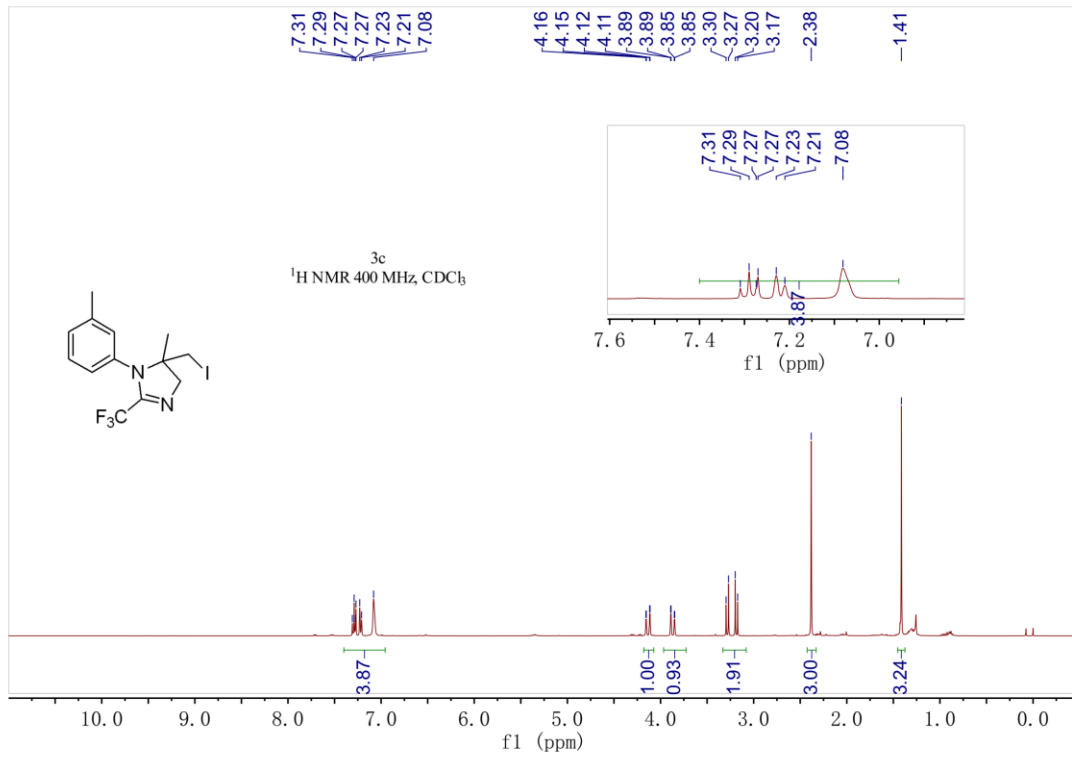 7.31 7.29 7.27 7.27 7.23 7.21 7.08 4.16 4.15 4.12 4.11 3.89 3.89 3.85 3.85 3.30 3.27 3.20 3.17 2.38 1.41
7.31 7.29 7.27 7.27 7.23 7.21 7.08
3.87
7.6 7.4 7.2 7.0
f1 (ppm)
3c
¹H NMR 400 MHz, CDCl₃
N
I
F₃C
N
3.87 1.00 0.93 1.91 3.00 3.24
10.0 9.0 8.0 7.0 6.0 5.0 4.0 3.0 2.0 1.0 0.0
f1 (ppm)